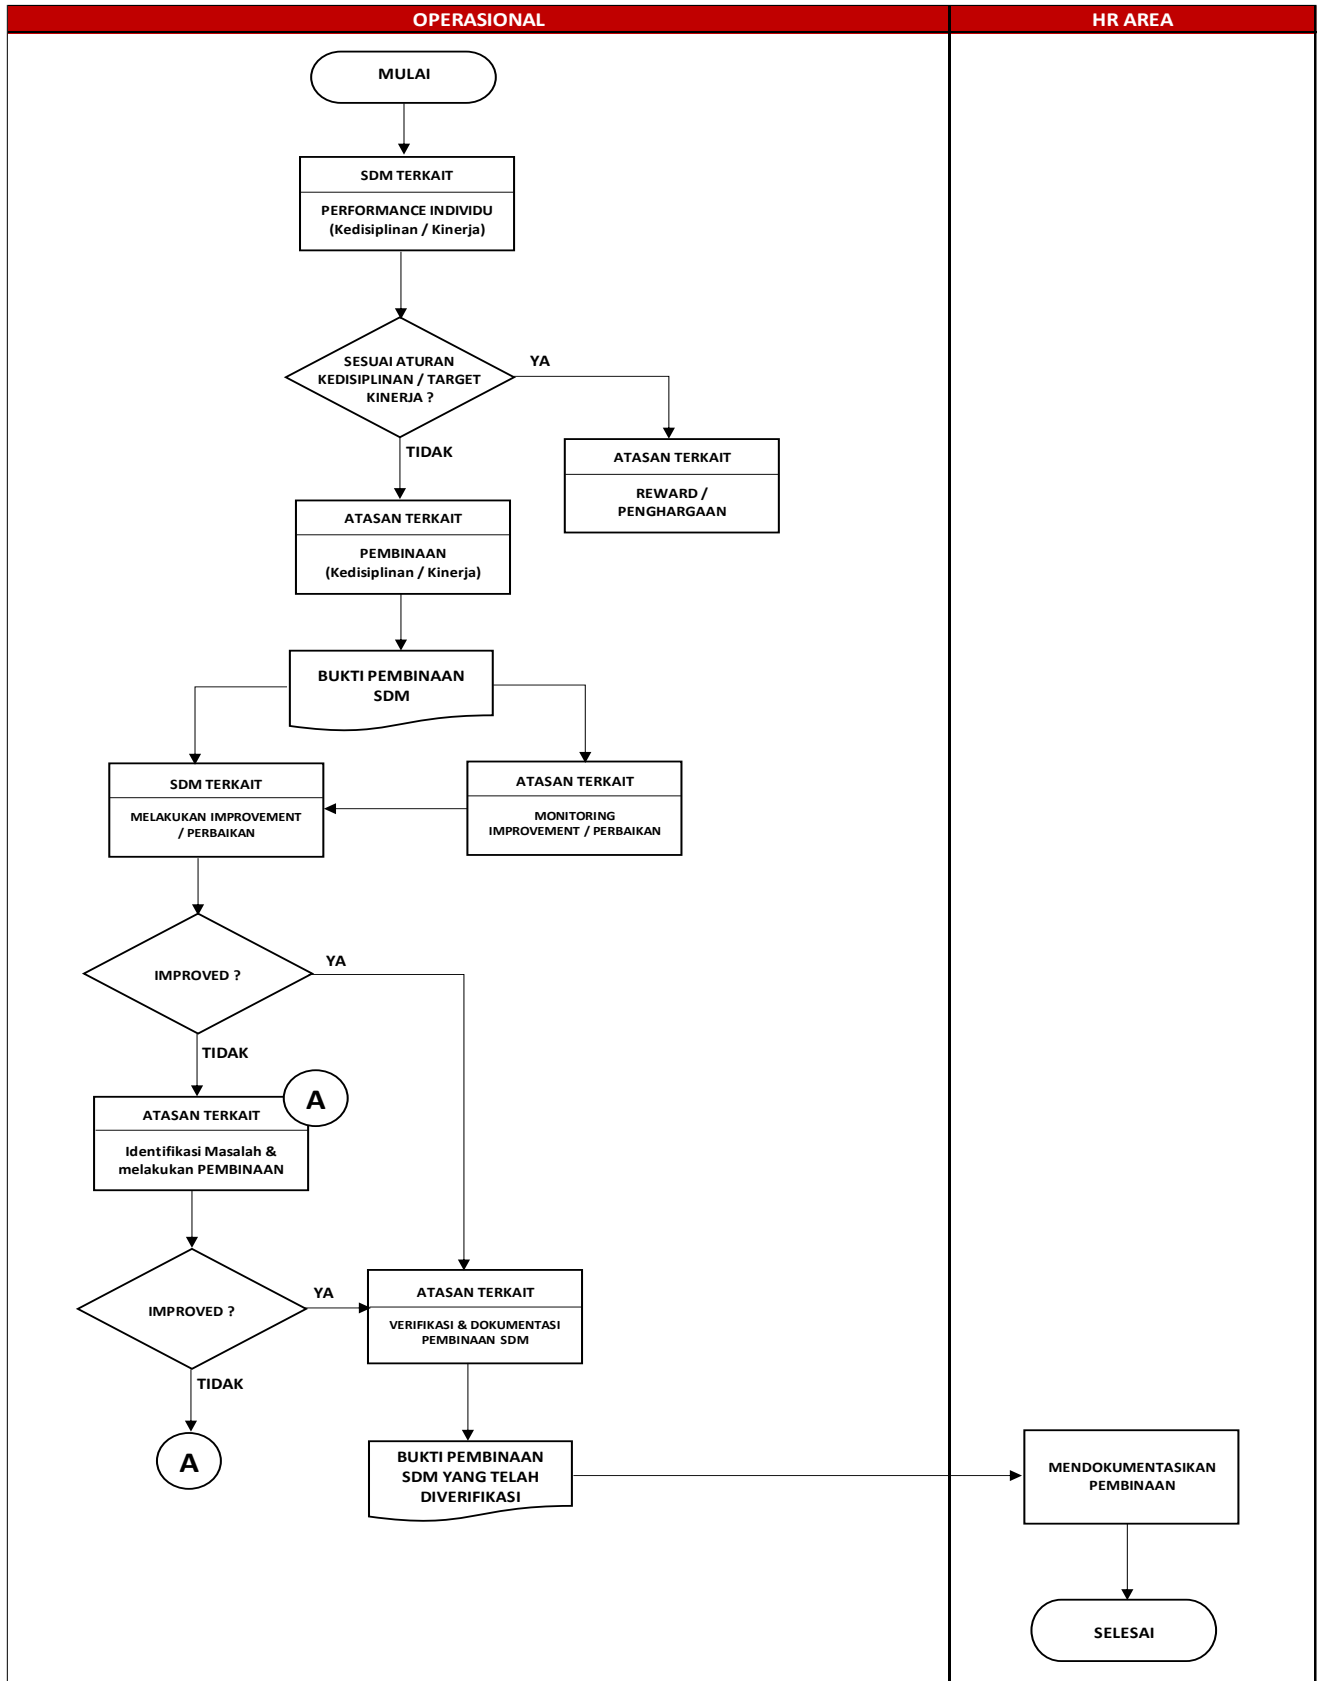 OPERASIONAL
HR AREA
MULAI
SDM TERKAIT
PERFORMANCE INDIVIDU
(Kedisiplinan / Kinerja)
SESUAI ATURAN
KEDISIPLINAN / TARGET
KINERJA ?
YA
TIDAK
ATASAN TERKAIT
REWARD /
PENGHARGAAN
ATASAN TERKAIT
PEMBINAAN
(Kedisiplinan / Kinerja)
BUKTI PEMBINAAN
SDM
SDM TERKAIT
MELAKUKAN IMPROVEMENT
/ PERBAIKAN
ATASAN TERKAIT
MONITORING
IMPROVEMENT / PERBAIKAN
IMPROVED ?
YA
TIDAK
A
ATASAN TERKAIT
Identifikasi Masalah &
melakukan PEMBINAAN
IMPROVED ?
YA
TIDAK
A
ATASAN TERKAIT
VERIFIKASI & DOKUMENTASI
PEMBINAAN SDM
BUKTI PEMBINAAN
SDM YANG TELAH
DIVERIFIKASI
MENDOKUMENTASIKAN
PEMBINAAN
SELESAI